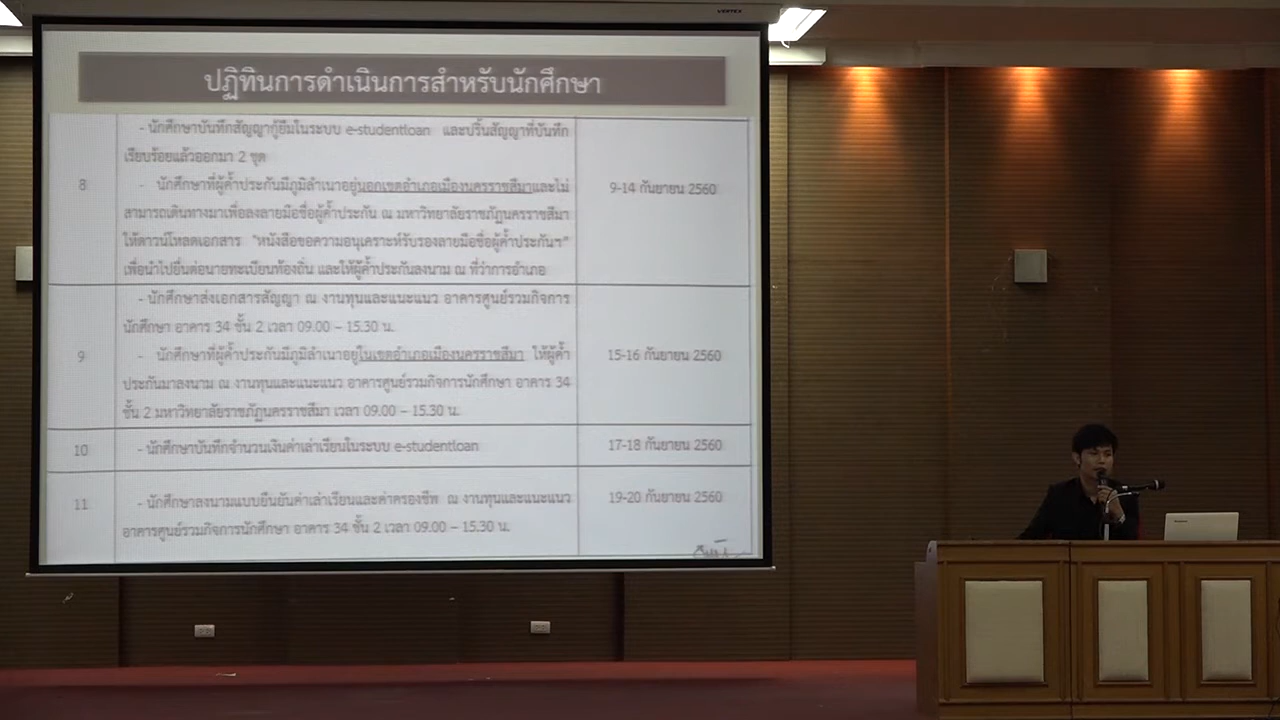 ปฏิทินการดำเนินการสำหรับนักศึกษา
- นักศึกษาบันทึกสัญญากู้ยืมในระบบ e-studentloan และปริ้นสัญญาที่บันทึก
เรียบร้อยแล้วออกมา 2 ชุด
8
- นักศึกษาที่ผู้ค้ำประกันมีภูมิลำเนาอยู่นอกเขตอำเภอเมืองนครราชสีมาและไม่
9-14 กันยายน 2560
สามารถเดินทางมาเพื่อลงลายมือชื่อผู้ค้ำประกัน ณ มหาวิทยาลัยราชภัฏนครราชสีมา
ให้ดาวน์โหลดเอกสาร "หนังสือขอความอนุเคราะห์รับรองลายมือชื่อผู้ค้ำประกันฯ"
เพื่อนำไปยื่นต่อนายทะเบียนท้องถิ่น และให้ผู้ค้ำประกันลงนาม ณ ที่ว่าการอำเภอ
- นักศึกษาส่งเอกสารสัญญา ณ งานทุนและแนะแนว อาคารศูนย์รวมกิจการ
นักศึกษา อาคาร 34 ชั้น 2 เวลา 09.00 – 15.30 น.
9
- นักศึกษาที่ผู้ค้ำประกันมีภูมิลำเนาอยู่ในเขตอำเภอเมืองนครราชสีมา ให้ผู้ค้ำ
15-16 กันยายน 2560
ประกันมาลงนาม ณ งานทุนและแนะแนว อาคารศูนย์รวมกิจการนักศึกษา อาคาร 34
ชั้น 2 มหาวิทยาลัยราชภัฏนครราชสีมา เวลา 09.00 – 15.30 น.
10
- นักศึกษาบันทึกจำนวนเงินค่าเล่าเรียนในระบบ e-studentloan
17-18 กันยายน 2560
11
- นักศึกษาลงนามแบบยืนยันค่าเล่าเรียนและค่าครองชีพ ณ งานทุนและแนะแนว
19-20 กันยายน 2560
อาคารศูนย์รวมกิจการนักศึกษา อาคาร 34 ชั้น 2 เวลา 09.00 – 15.30 น.